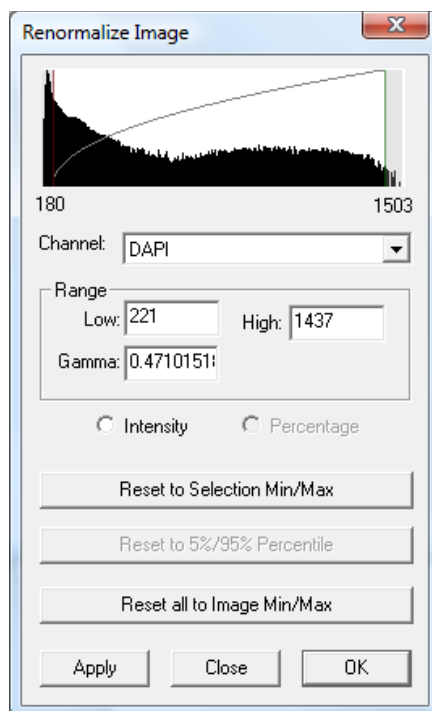 Renormalize Image
180 1503
Channel: DAPI
Range
Low: 221 High: 1437
Gamma: 0.4710151
Intensity Percentage
Reset to Selection Min/Max
Reset to 5%/95% Percentile
Reset all to Image Min/Max
Apply Close OK